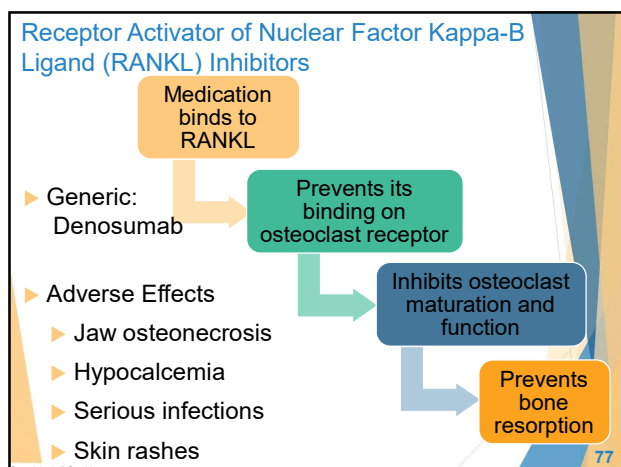 Receptor Activator of Nuclear Factor Kappa-B
Ligand (RANKL) Inhibitors
Medication
binds to
RANKL
Prevents its
binding on
osteoclast receptor
Inhibits osteoclast
maturation and
function
Prevents
bone
resorption
Generic:
Denosumab
Adverse Effects
Jaw osteonecrosis
Hypocalcemia
Serious infections
Skin rashes
77